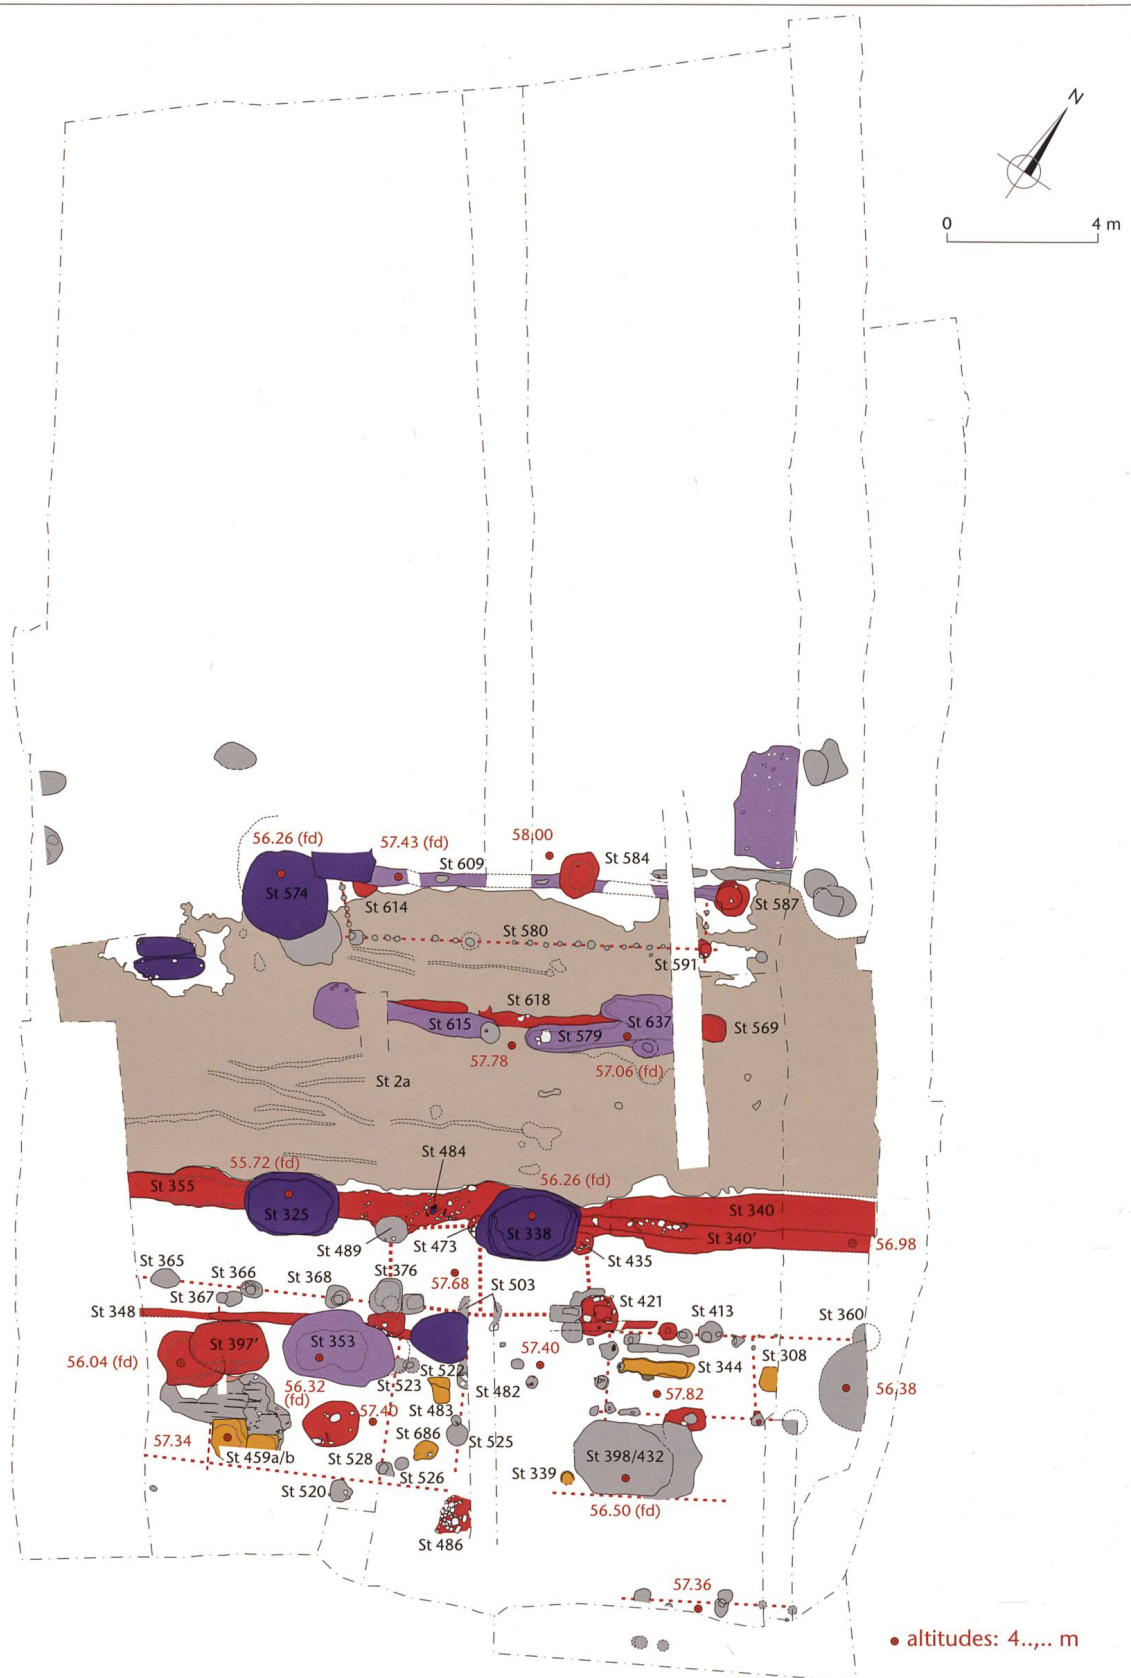 N
0 4 m
56.26 (fd)
57.43 (fd)
58.00
St 609
St 584
St 574
St 614
St 587
St 580
St 591
St 618
St 615
St 579
St 637
St 569
57.78
57.06 (fd)
St 2a
St 484
55.72 (fd)
56.26 (fd)
St 355
St 325
St 338
St 340
St 340'
St 489
St 473
St 435
56.98
St 365
St 366
St 368
St 376
57.68
St 503
St 367
St 348
St 421
St 413
St 360
St 397'
St 353
57.40
56.04 (fd)
St 522
St 344
St 308
56.32
(fd)
St 523
St 482
57.82
56.38
57.40
St 483
57.34
St 686
St 525
St 459a/b
St 528
St 398/432
St 526
St 339
St 520
56.50 (fd)
St 486
57.36
altitudes: 4..,.. m